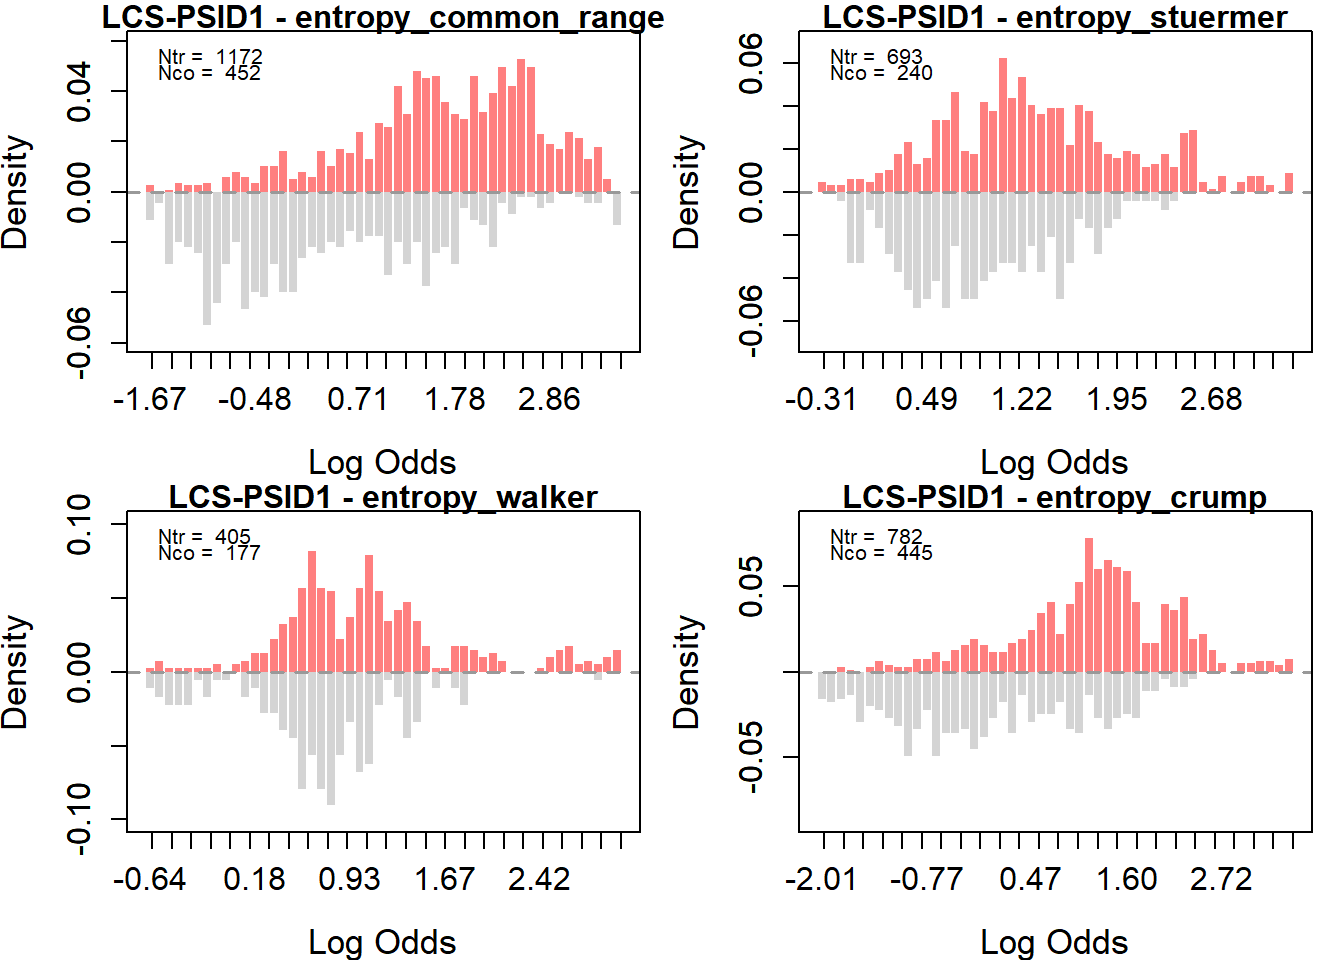 LCS-PSID1 - entropy_common_range
Ntr = 1172
Nco = 452
Density
0.04
0.00
-0.06
-1.67 -0.48 0.71 1.78 2.86
Log Odds
LCS-PSID1 - entropy_stuermer
Ntr = 693
Nco = 240
Density
0.06
0.00
-0.06
-0.31 0.49 1.22 1.95 2.68
Log Odds
LCS-PSID1 - entropy_walker
Ntr = 405
Nco = 177
Density
0.10
0.00
-0.10
-0.64 0.18 0.93 1.67 2.42
Log Odds
LCS-PSID1 - entropy_crump
Ntr = 782
Nco = 445
Density
0.05
-0.05
-2.01 -0.77 0.47 1.60 2.72
Log Odds